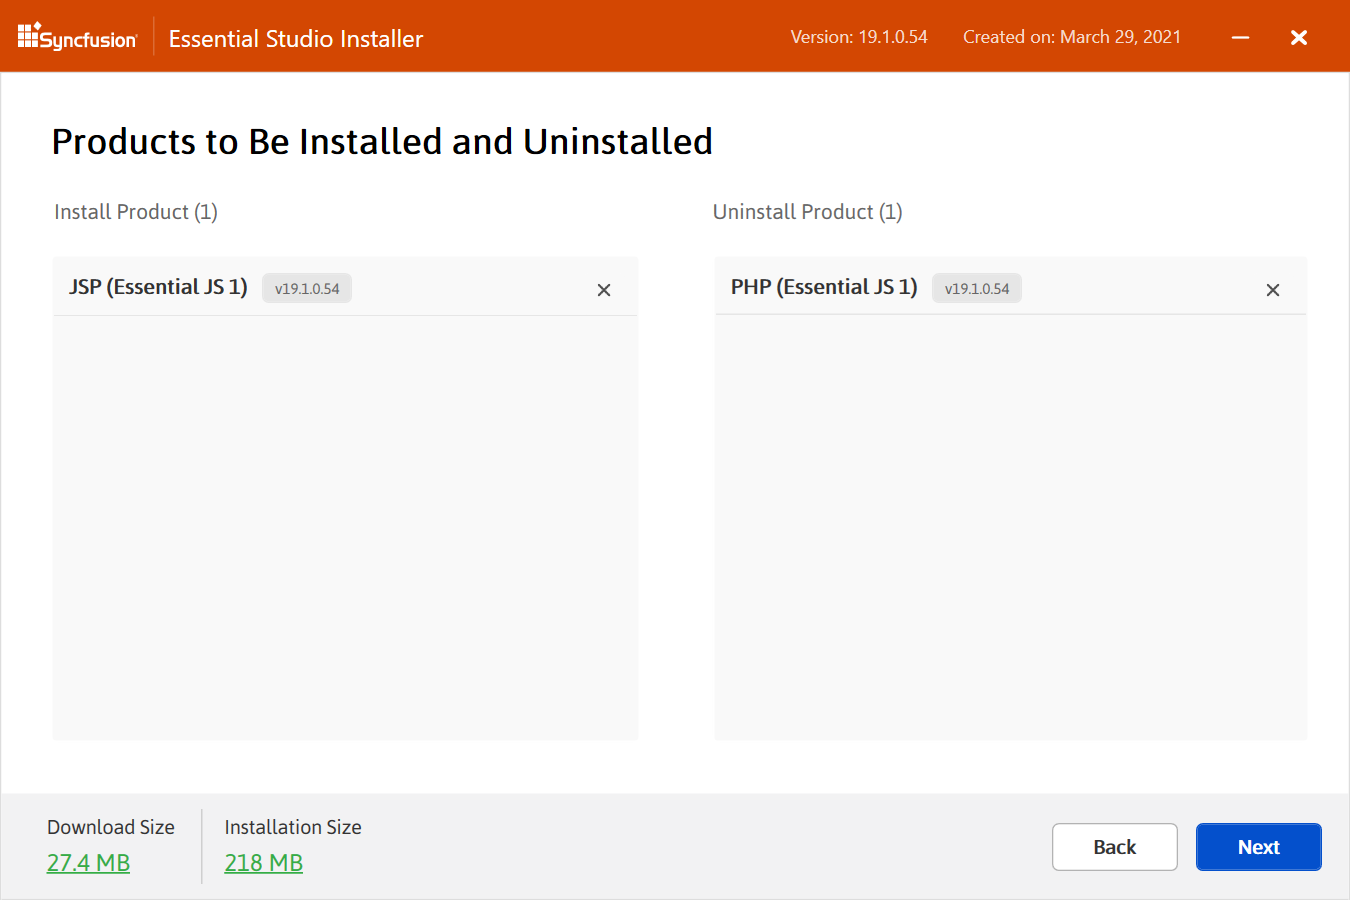 Syncfusion
Essential Studio Installer
Version: 19.1.0.54
Created on: March 29, 2021
Products to Be Installed and Uninstalled
Install Product (1)
Uninstall Product (1)
JSP (Essential JS 1)
v19.1.0.54
PHP (Essential JS 1)
v19.1.0.54
Download Size
27.4 MB
Installation Size
218 MB
Back
Next